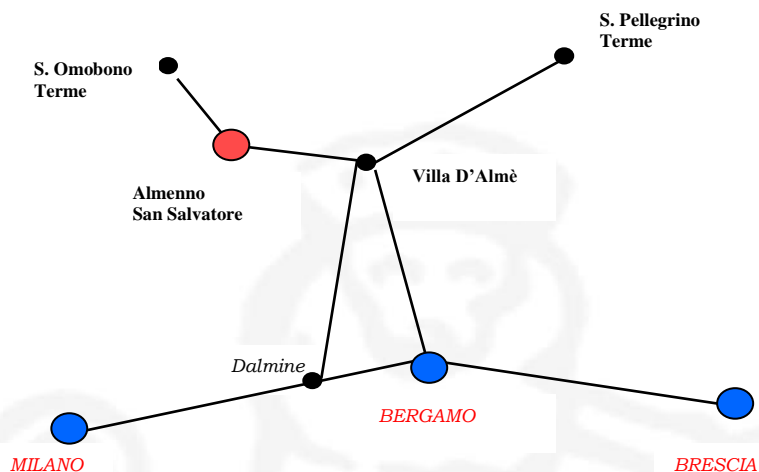 S. Pellegrino
Terme
S. Omobono
Terme
Villa D'Almè
Almenno
San Salvatore
Dalmine
BERGAMO
MILANO
BRESCIA